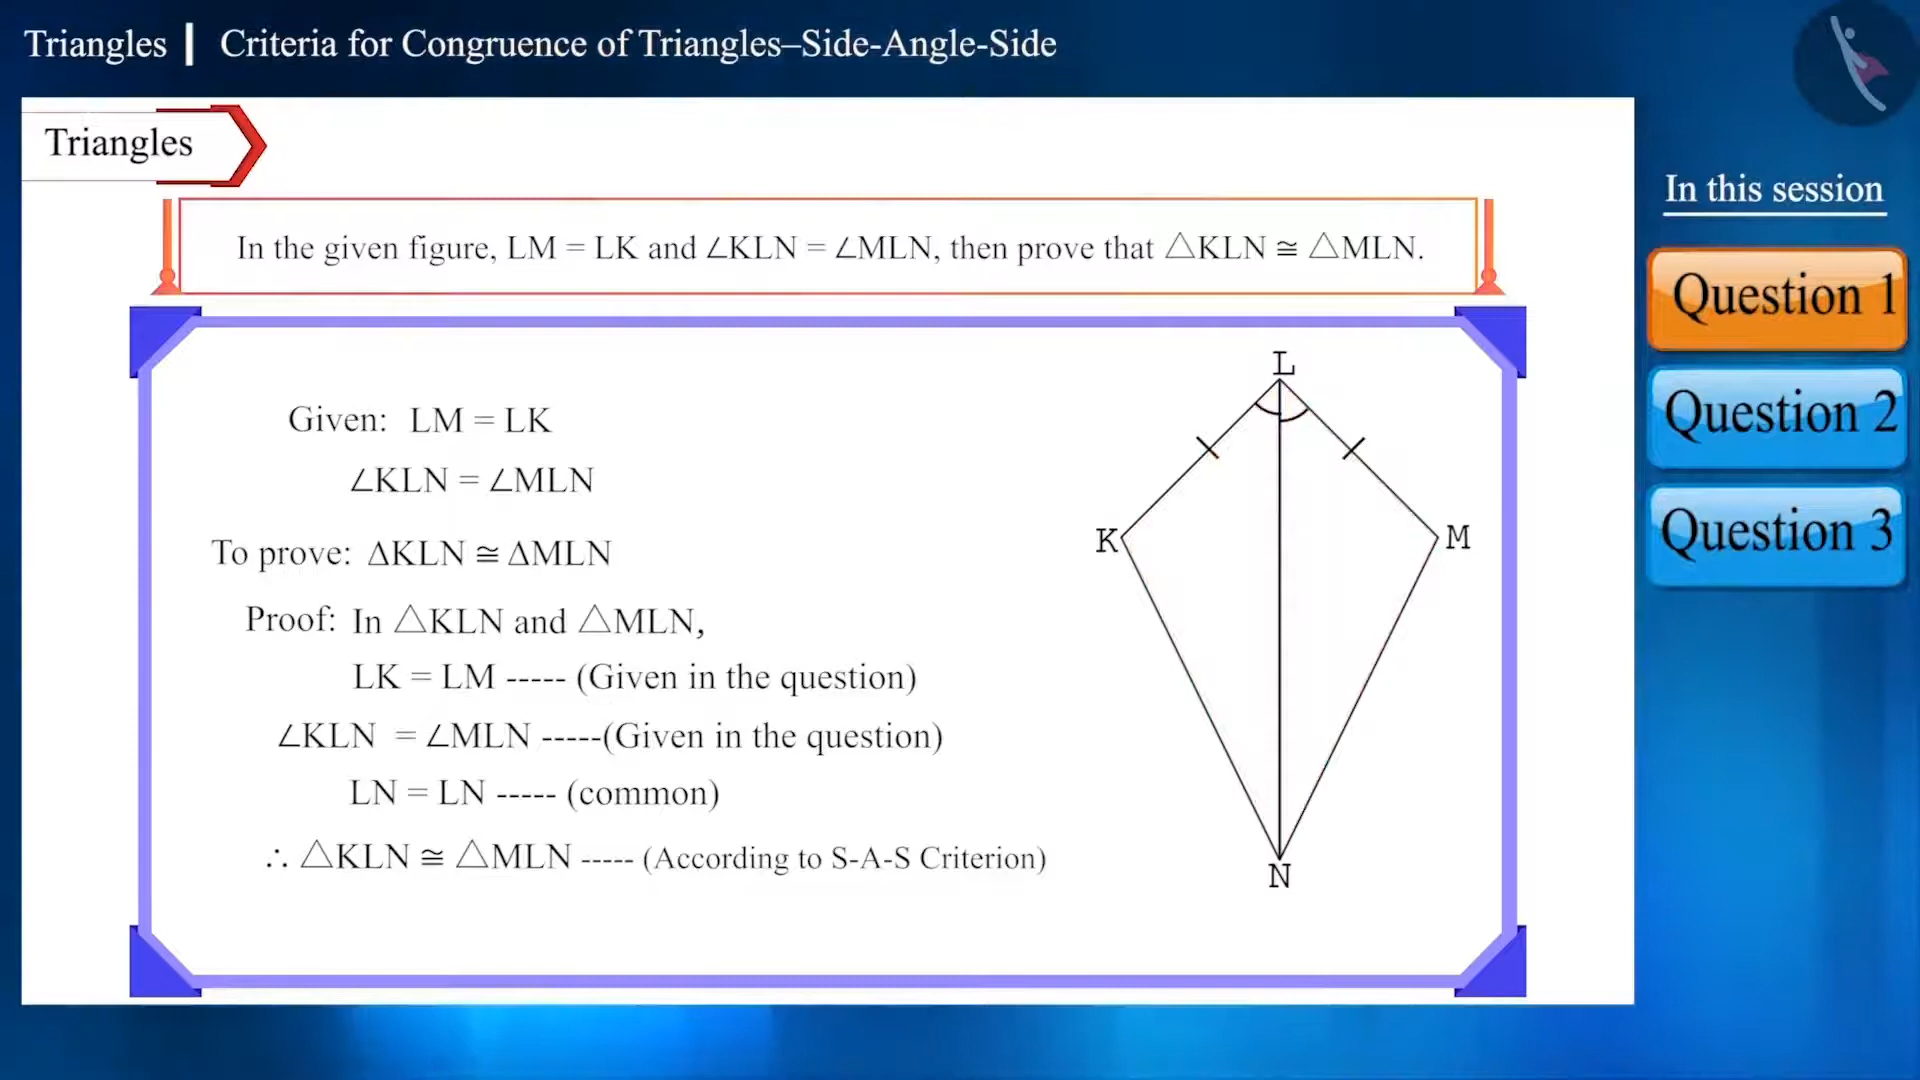 Triangles | Criteria for Congruence of Triangles–Side-Angle-Side
Triangles
In the given figure, LM = LK and ∠KLN = ∠MLN, then prove that △KLN ≅ △MLN.
Given: LM = LK
∠KLN = ∠MLN
To prove: ΔKLN ≅ ΔMLN
Proof: In △KLN and △MLN,
LK = LM ----- (Given in the question)
∠KLN = ∠MLN -----(Given in the question)
LN = LN ----- (common)
∴ △KLN ≅ △MLN ----- (According to S-A-S Criterion)
L
K
M
N
In this session
Question 1
Question 2
Question 3